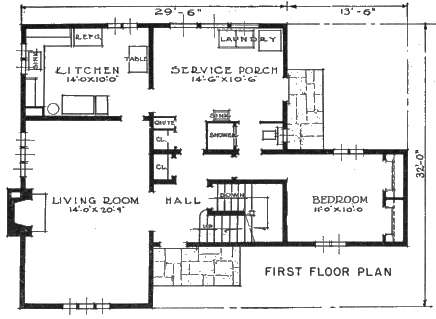 29'-6"
13'-6"
REFG.
LAUNDRY
SINK
TABLE
KITCHEN
14'-0"X10'-0"
SERVICE PORCH
14'-6"X10'-6"
SINK
CHUTE
SHOWER
CL.
CL.
32'-0"
LIVING ROOM
14'-0"X20'-9"
HALL
DOWN
UP
BEDROOM
11'-0"X10'-0"
FIRST FLOOR PLAN